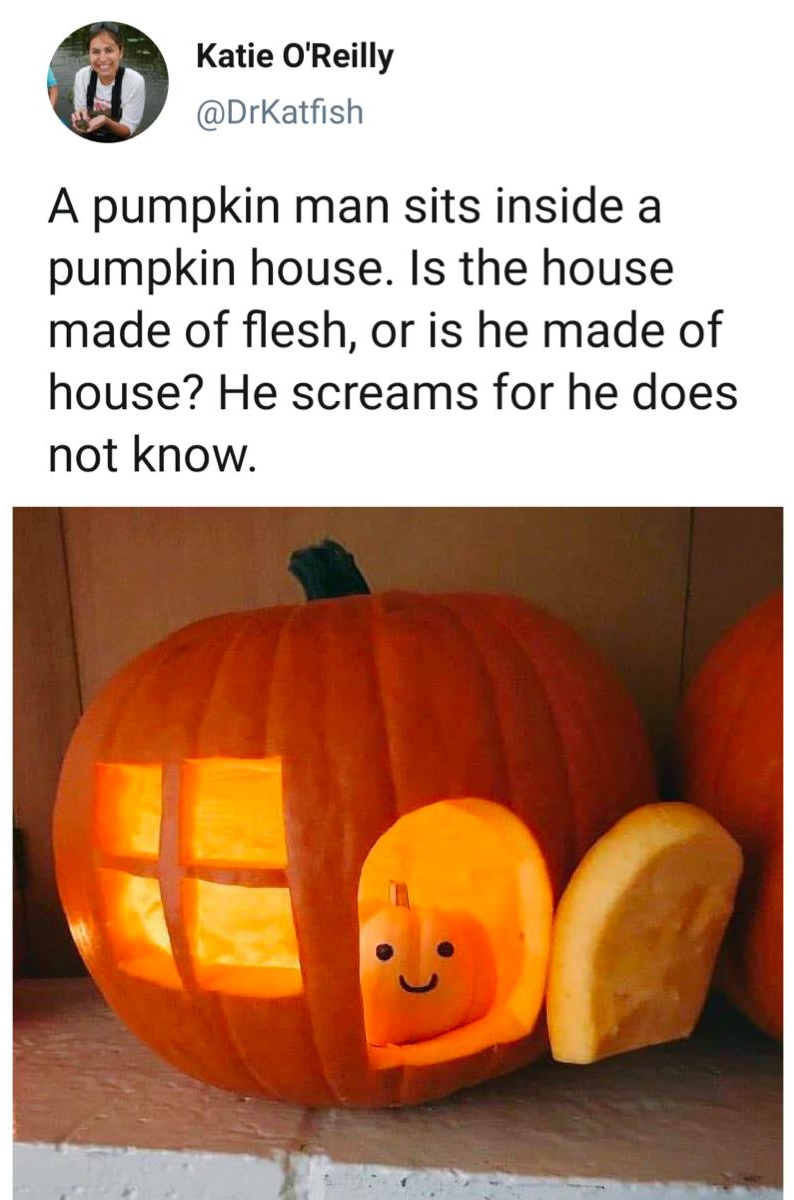 Katie O'Reilly
@DrKatfish
A pumpkin man sits inside a
pumpkin house. Is the house
made of flesh, or is he made of
house? He screams for he does
not know.